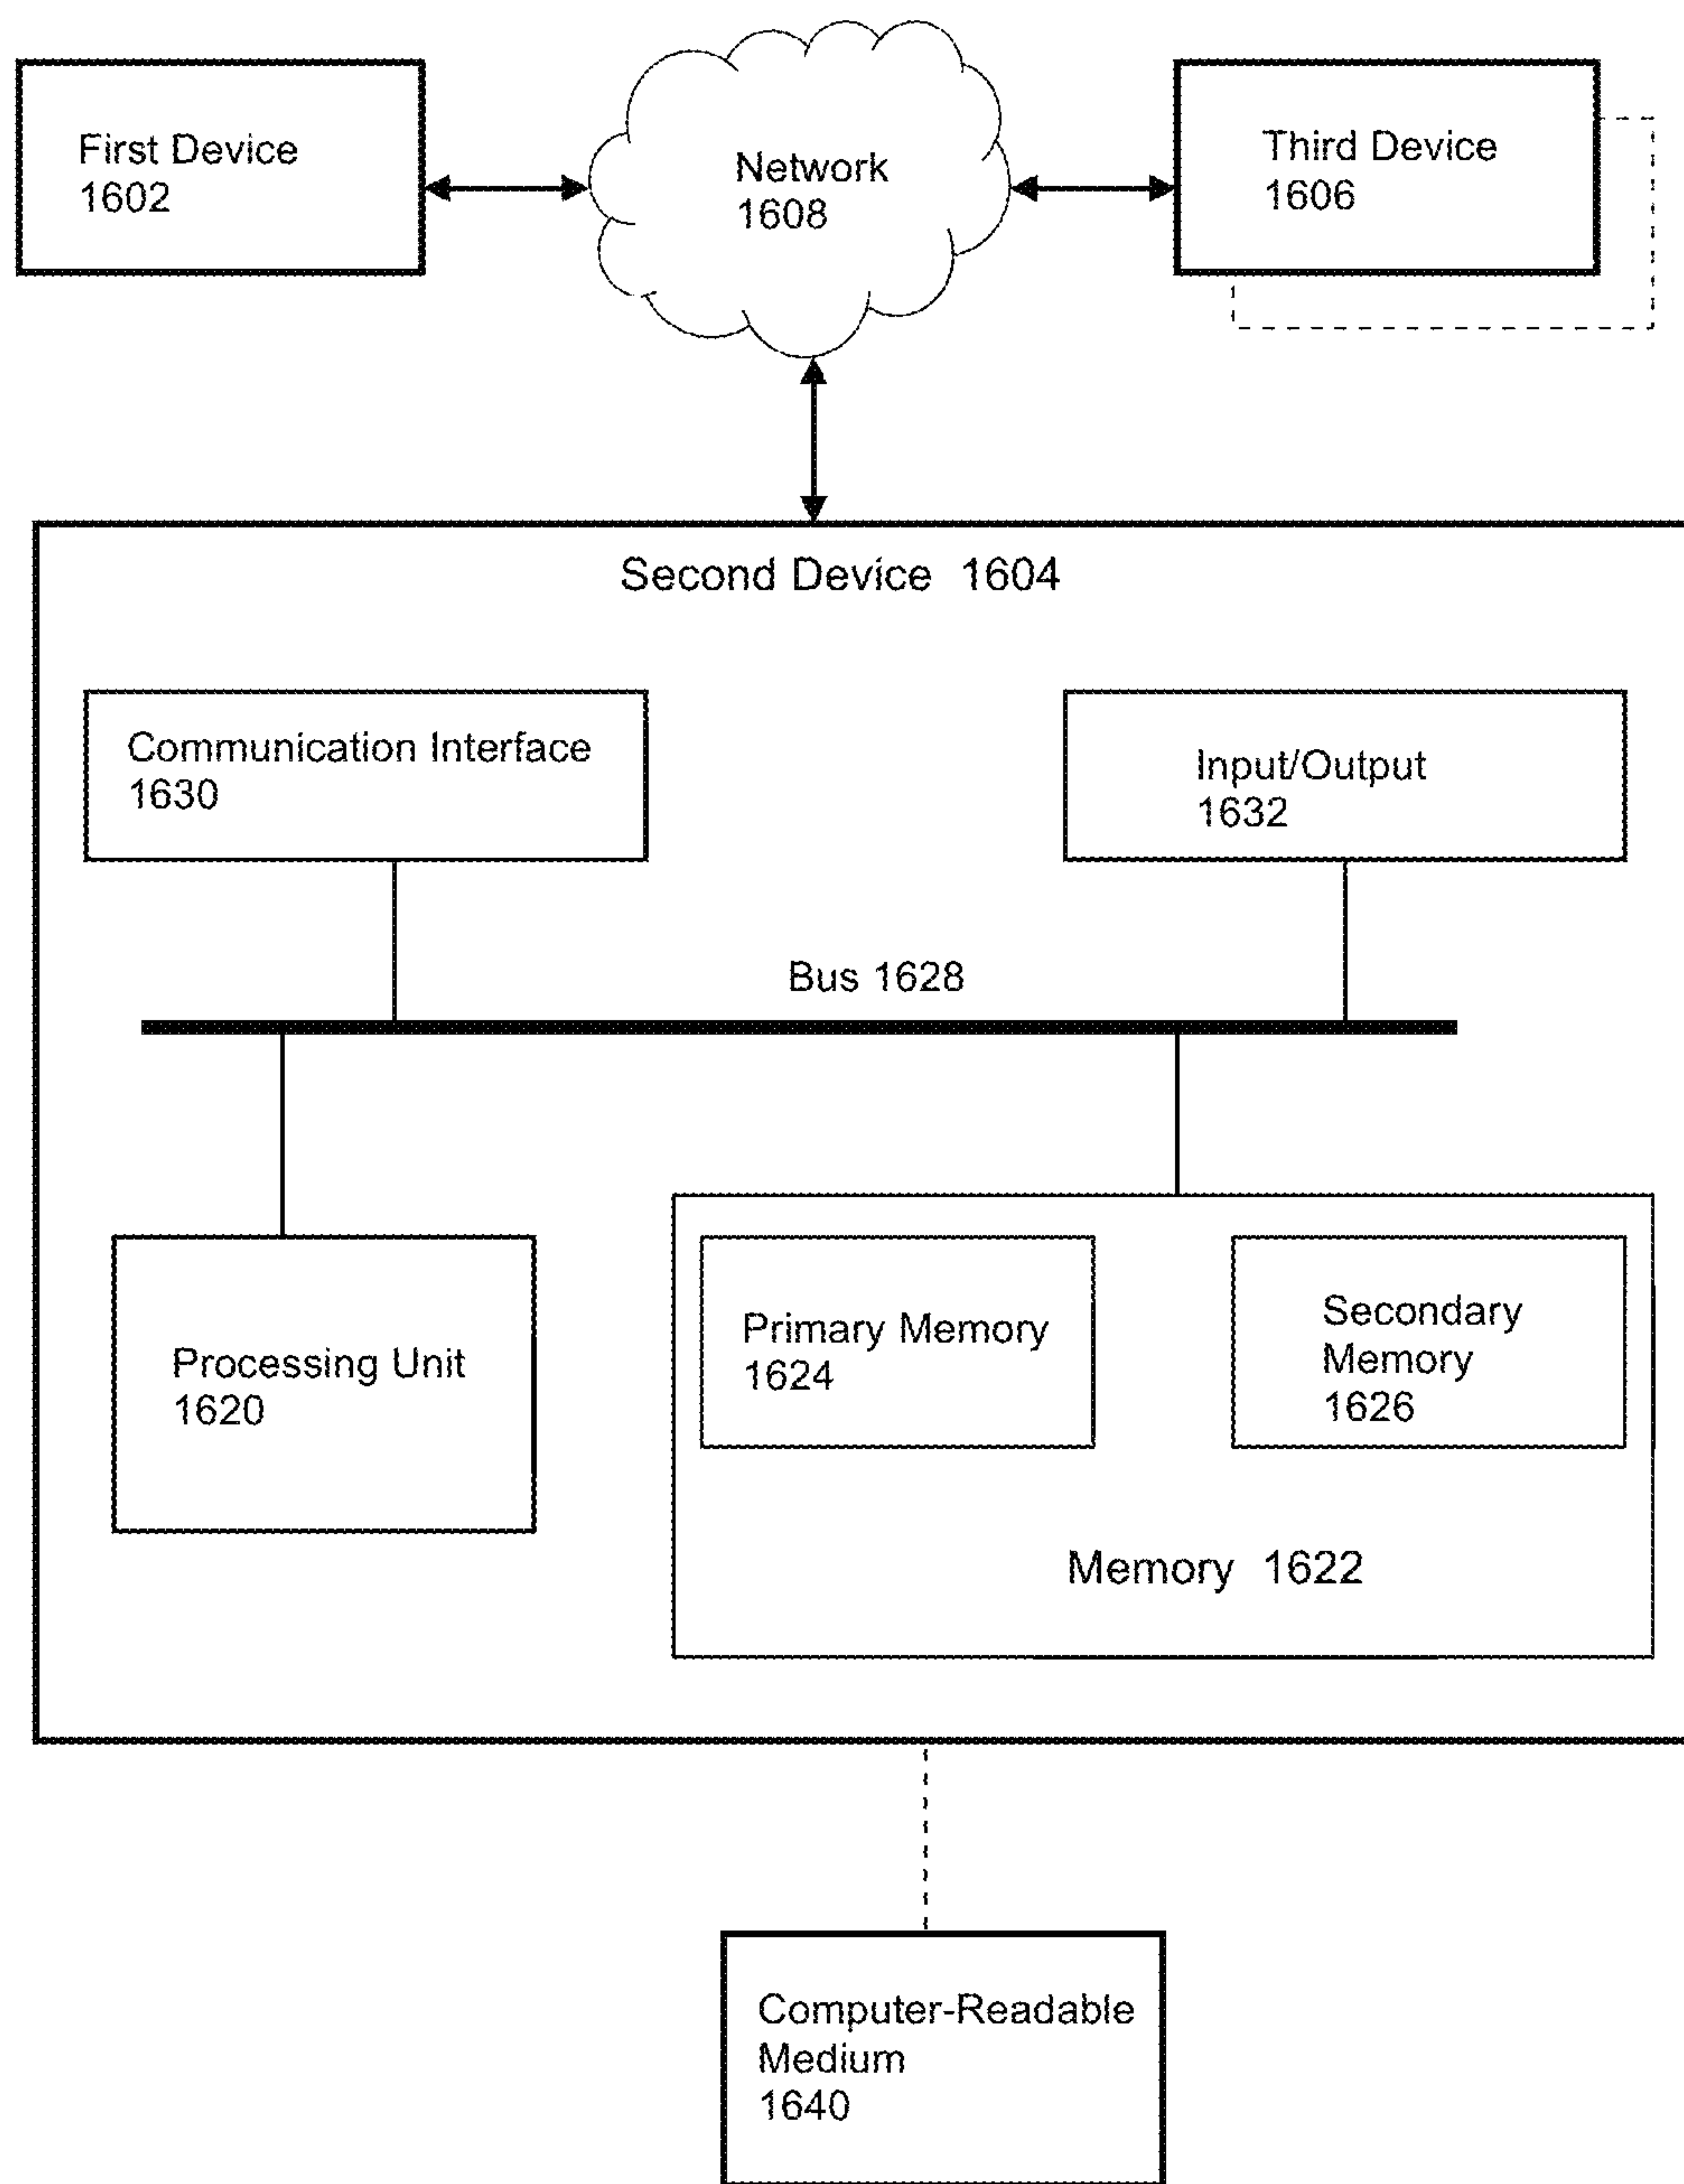 First Device
1602
Network
1608
Third Device
1606
Second Device 1604
Communication Interface
1630
Input/Output
1632
Bus 1628
Processing Unit
1620
Primary Memory
1624
Secondary
Memory
1626
Memory 1622
Computer-Readable
Medium
1640